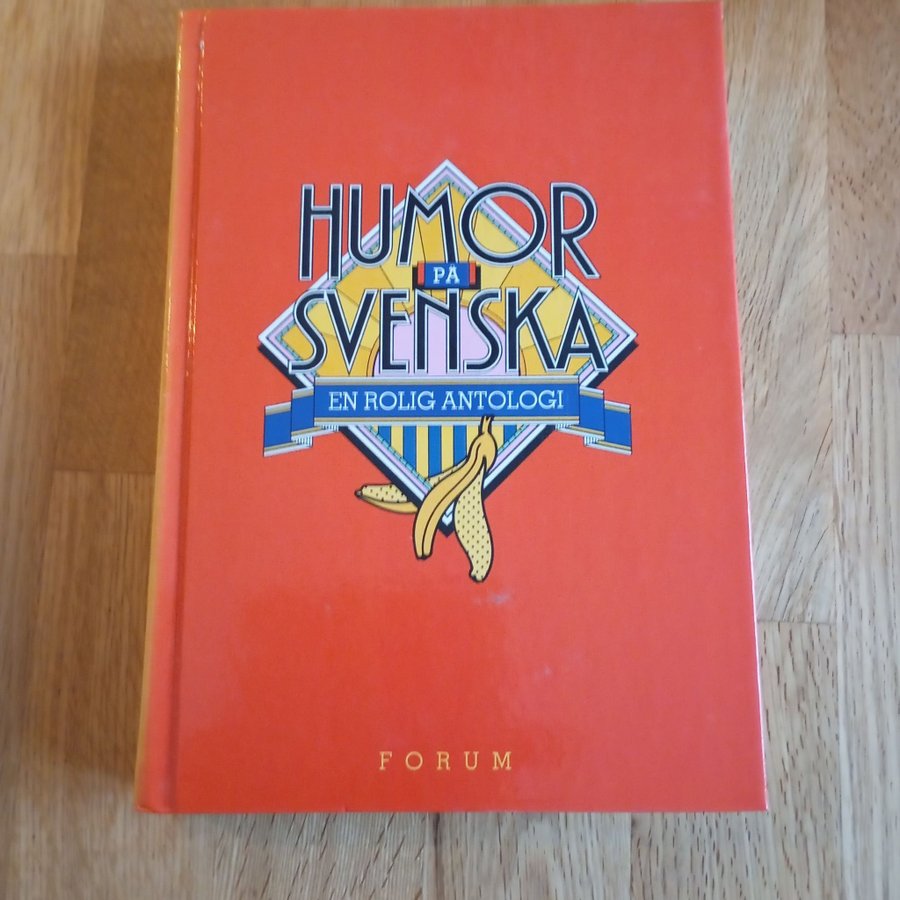 HUMOR
PÅ
SVENSKA
EN ROLIG ANTOLOGI
FORUM